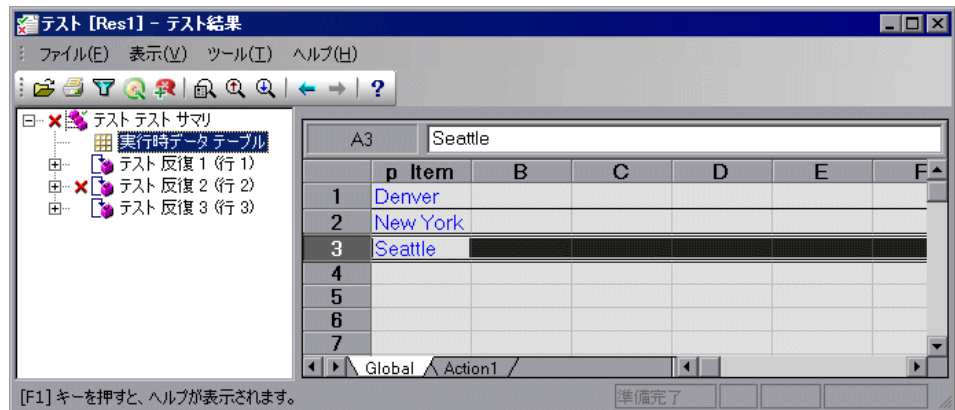 テスト [Res1] - テスト結果
ファイル(F) 表示(V) ツール(T) ヘルプ(H)
?
テスト テスト サマリ
実行時データ テーブル
テスト 反復 1 (行 1)
テスト 反復 2 (行 2)
テスト 反復 3 (行 3)
A3 Seattle
p_Item B C D E F
1 Denver
2 New York
3 Seattle
4
5
6
7
Global Action1
[F1] キーを押すと、ヘルプが表示されます。 準備完了